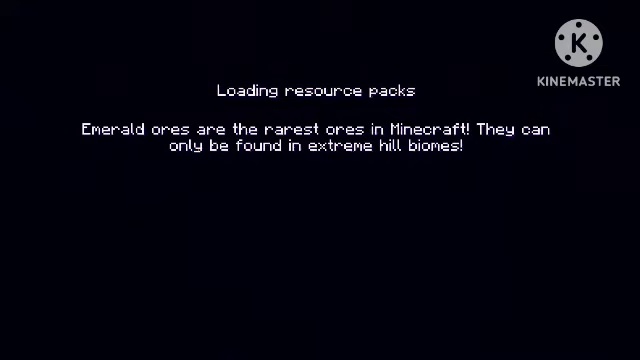 K
KINEMASTER
Loading resource packs
Emerald ores are the rarest ores in Minecraft! They can
only be found in extreme hill biomes!